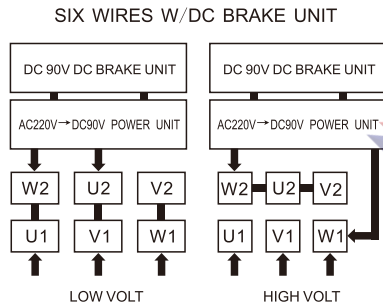 SIX WIRES W/DC BRAKE UNIT
DC 90V DC BRAKE UNIT
AC220V→DC90V POWER UNIT
W2 U2 V2
U1 V1 W1
LOW VOLT
DC 90V DC BRAKE UNIT
AC220V→DC90V POWER UNIT
W2 U2 V2
U1 V1 W1
HIGH VOLT